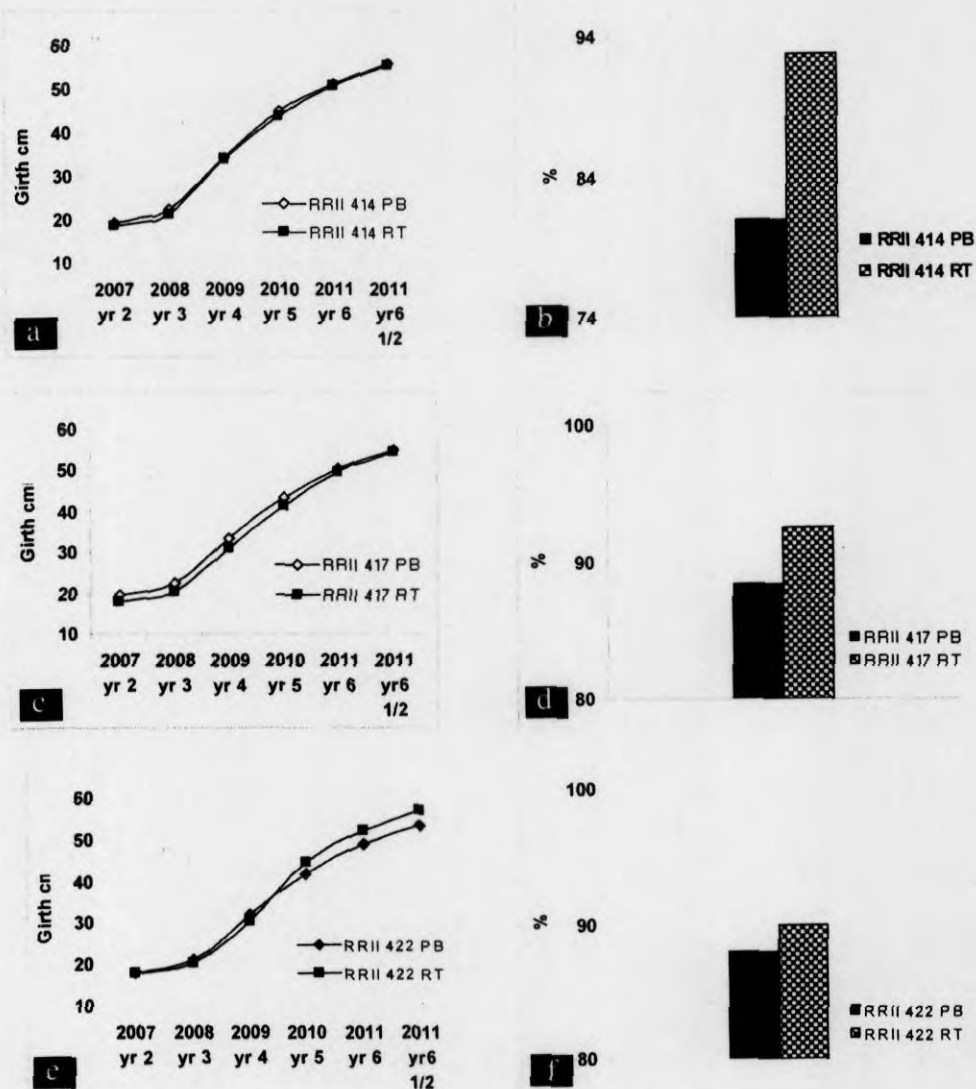 60
50
40
30
20
10
Girth cm
RRII 414 PB
RRII 414 RT
2007 2008 2009 2010 2011 2011
yr 2 yr 3 yr 4 yr 5 yr 6 yr6
1/2
a
94
84
74
%
RRII 414 PB
RRII 414 RT
b
60
50
40
30
20
10
Girth cm
RRII 417 PB
RRII 417 RT
2007 2008 2009 2010 2011 2011
yr 2 yr 3 yr 4 yr 5 yr 6 yr6
1/2
c
100
90
80
%
RRII 417 PB
RRII 417 RT
d
60
50
40
30
20
10
Girth cn
RRII 422 PB
RRII 422 RT
2007 2008 2009 2010 2011 2011
yr 2 yr 3 yr 4 yr 5 yr 6 yr6
1/2
e
100
90
80
%
RRII 422 PB
RRII 422 RT
f